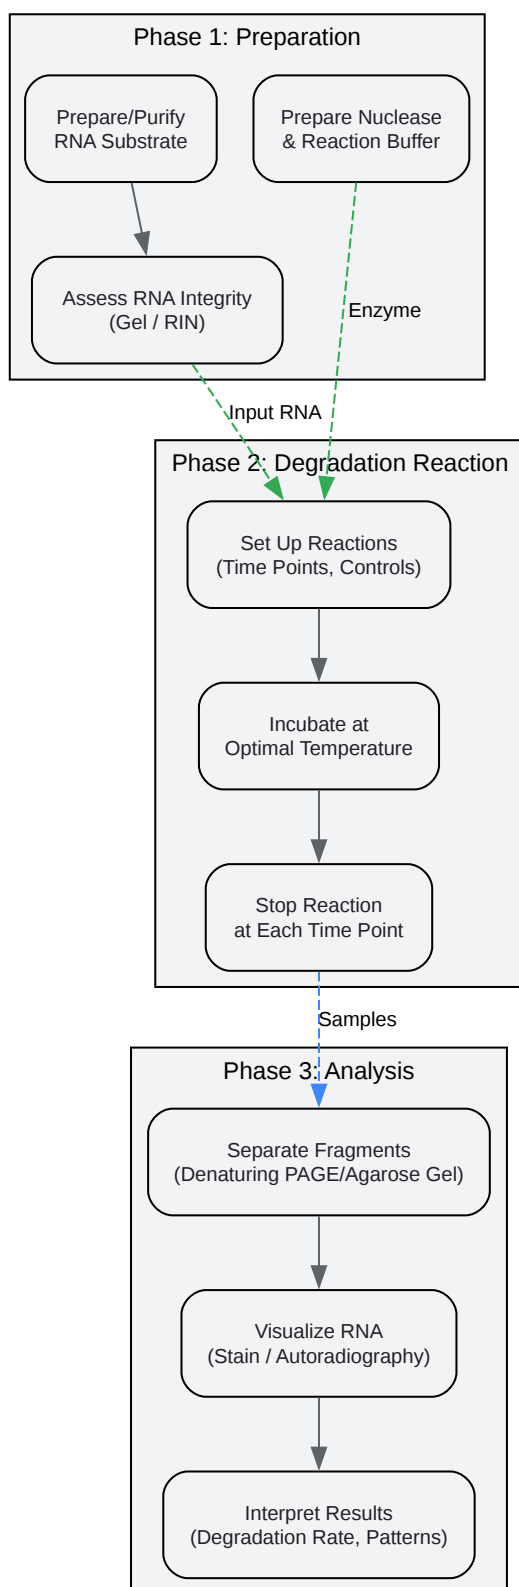 Phase 1: Preparation
Prepare/Purify
RNA Substrate
Prepare Nuclease
& Reaction Buffer
Assess RNA Integrity
(Gel / RIN)
Enzyme
Input RNA
Phase 2: Degradation Reaction
Set Up Reactions
(Time Points, Controls)
Incubate at
Optimal Temperature
Stop Reaction
at Each Time Point
Samples
Phase 3: Analysis
Separate Fragments
(Denaturing PAGE/Agarose Gel)
Visualize RNA
(Stain / Autoradiography)
Interpret Results
(Degradation Rate, Patterns)